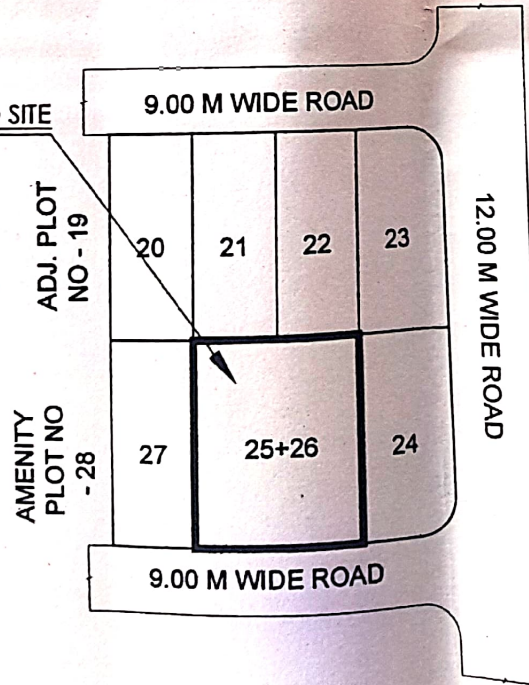 9.00 M WIDE ROAD
SITE
ADJ. PLOT
NO - 19
20
21
22
23
12.00 M WIDE ROAD
AMENITY
PLOT NO
- 28
27
25+26
24
9.00 M WIDE ROAD